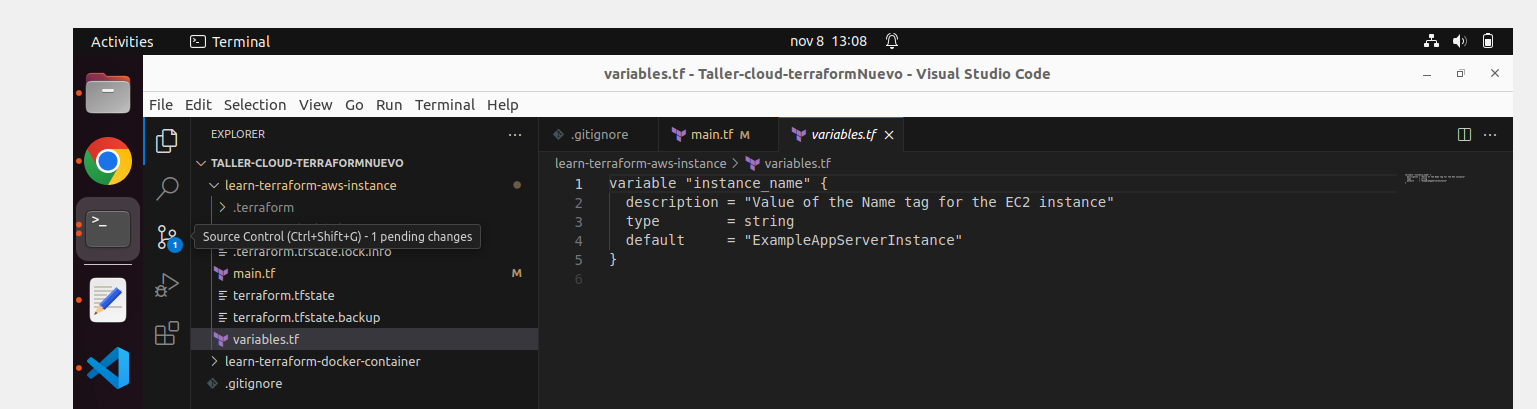 Activities Terminal nov 8 13:08
variables.tf - Taller-cloud-terraformNuevo - Visual Studio Code
File Edit Selection View Go Run Terminal Help
EXPLORER
TALLER-CLOUD-TERRAFORMNUEVO
learn-terraform-aws-instance
.terraform
Source Control (Ctrl+Shift+G) - 1 pending changes
1
.terraform.tfstate.lock.info
main.tf M
terraform.tfstate
terraform.tfstate.backup
variables.tf
learn-terraform-docker-container
.gitignore
.gitignore main.tf M variables.tf
learn-terraform-aws-instance > variables.tf
1 variable "instance_name" {
2 description = "Value of the Name tag for the EC2 instance"
3 type = string
4 default = "ExampleAppServerInstance"
5 }
6